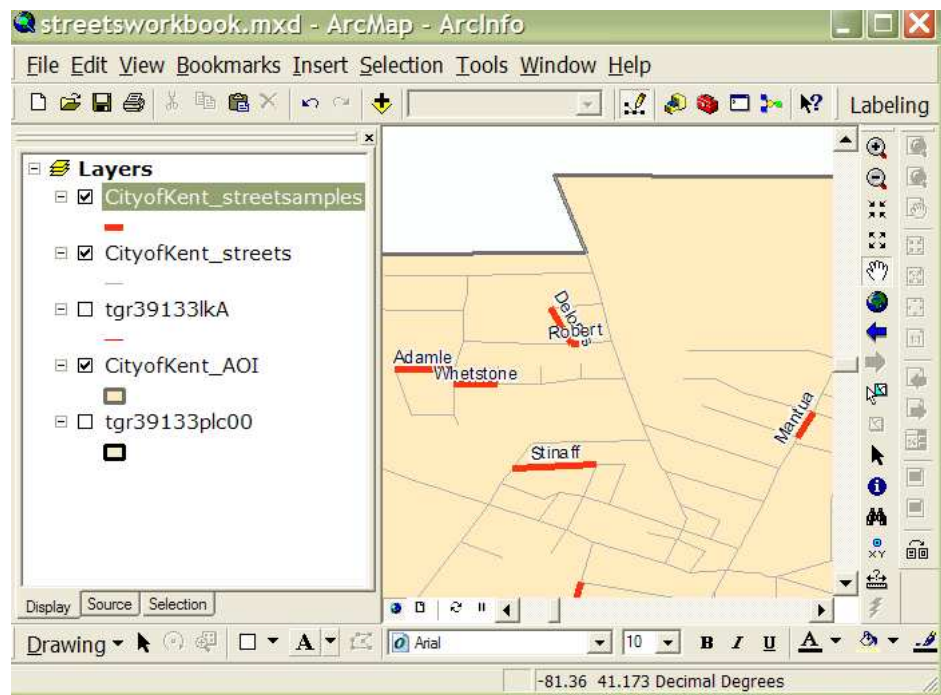 streetsworkbook.mxd - ArcMap - ArcInfo
File Edit View Bookmarks Insert Selection Tools Window Help
Labeling
Layers
CityofKent_streetsamples
CityofKent_streets
tgr39133lkA
CityofKent_AOI
tgr39133plc00
Robert
Adamle
Whetstone
Mantua
Stinaff
Display Source Selection
Drawing A Arial 10 B I U A
-81.36 41.173 Decimal Degrees